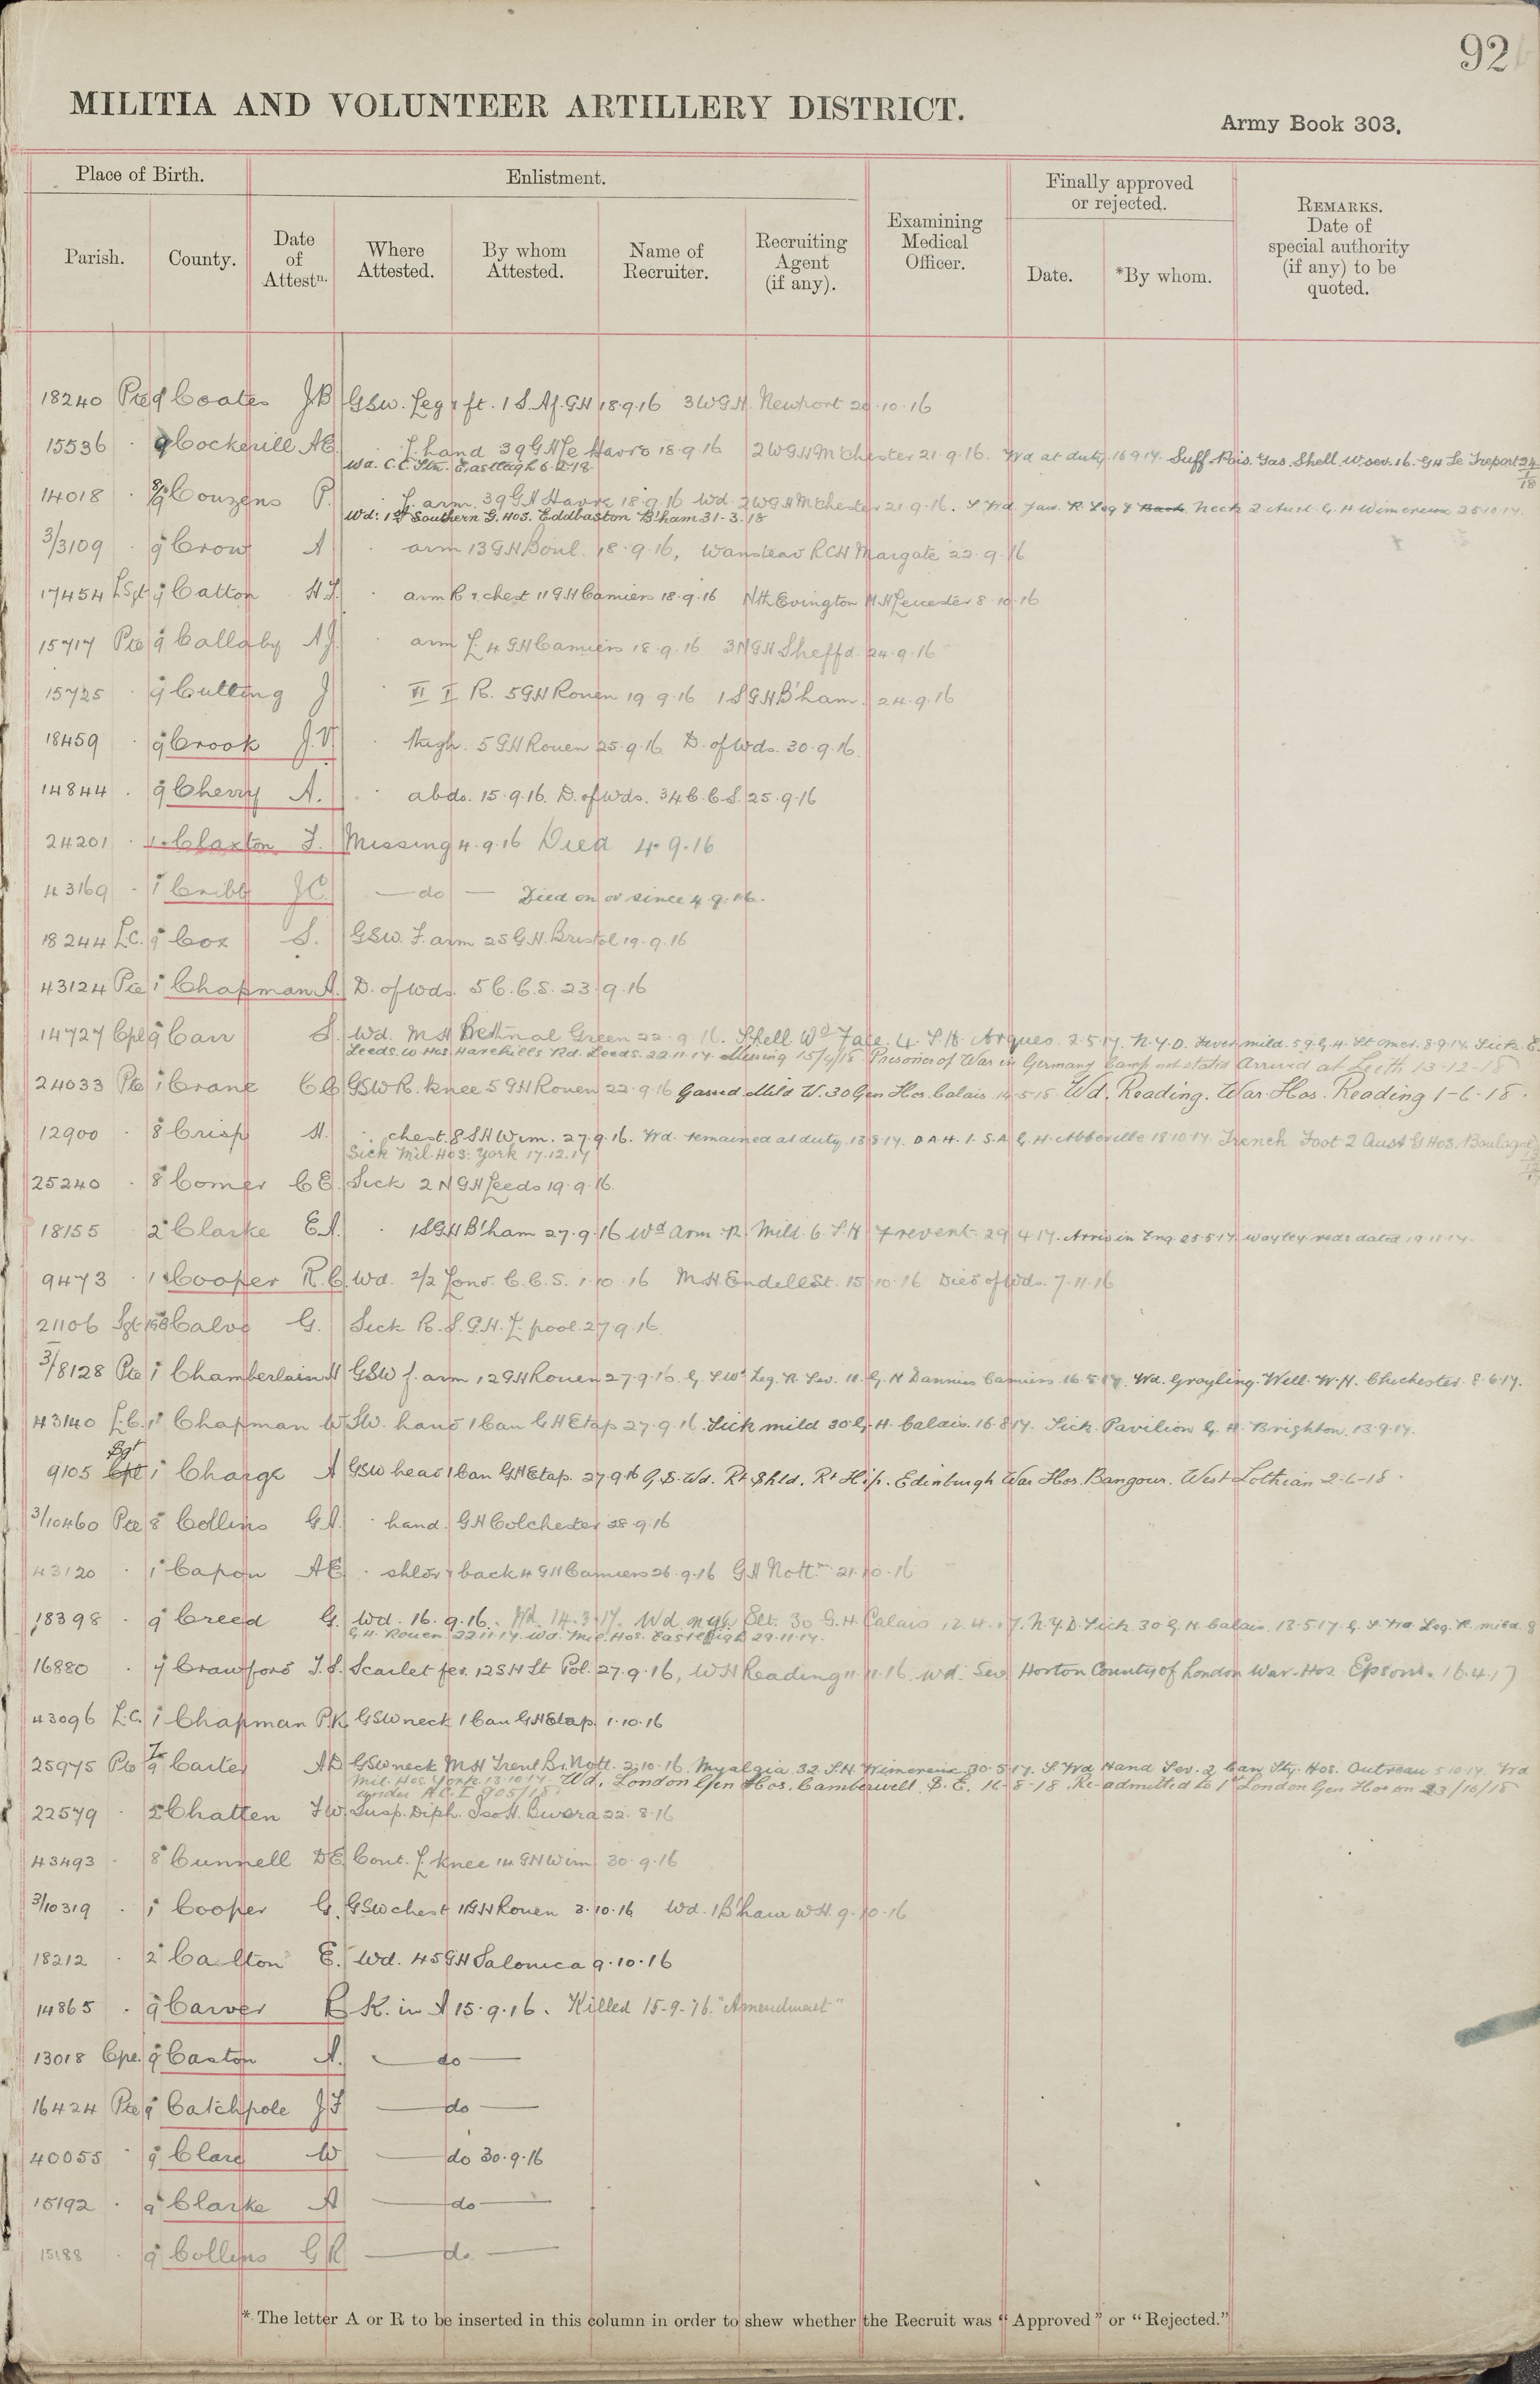 92
MILITIA AND VOLUNTEER ARTILLERY DISTRICT.
Army Book 303.
Place of Birth.
Enlistment.
Finally approved
or rejected.
Parish.
County.
Date
of
Attestn.
Where
Attested.
By whom
Attested.
Name of
Recruiter.
Recruiting
Agent
(if any).
Examining
Medical
Officer.
Date.
*By whom.
REMARKS.
Date of
special authority
(if any) to be
quoted.
18240 Pte 9 Coates J B GSW. Leg & ft. 1 S. Af. GH 18.9.16 3 W G H. Newport 20.10.16
15536 . 9 Cockerill A E. . L. hand 39 GH Le Havre 18.9.16 2 W G H Mchester 21.9.16. Wd at duty 16.9.17. Suff. Pois. Gas. Shell. W. sev. 16. GH Le Treport
Wd. C.C. Stn. Eastleigh
14018 . 8/9 Couzens P. . L. arm. 39 GH Havre 18.9.16 Wd. 2 W G H Mchester 21.9.16. S Wd. Jaw. R. Leg & Neck 2 Aust. G. H Wimereux 25.10.17.
Wd: 1st Southern G. Hos. Eddbaston B'ham 31-3.18
3/3109 . 9 Crow A . arm 13 GH Boul. 18.9.16, Wanstead RCH Margate 22.9.16
17454 LSgt 9 Catton H.J. . arm R & chest 11 GH Camiers 18.9.16 Nth Evington H Leicester 8.10.16
15717 Pte 9 Callaby A J. . arm L. 4 GH Camiers 18.9.16 3 N G H Sheffd. 24.9.16
15725 . 9 Cutting J . VI I R. 5 GH Rouen 19.9.16 1 S G H B'ham. 24.9.16
18459 . 9 Crook J. V. . thigh. 5 GH Rouen 25.9.16. D. of Wds. 30.9.16.
14844 . 9 Cherry A. . abdo. 15.9.16. D. of Wds. 34 C.C.S. 25.9.16
24201 . 1. Claxton F. Missing 4.9.16 Died 4.9.16
43169 . 1 Cribb J C. — do — Died on or since 4.9.16.
18244 L.C. 9 Cox S. GSW. F. arm 25 G.H. Bristol 19.9.16
43124 Pte 1 Chapman A. D. of Wds. 5 C.C.S. 23.9.16
14727 Cpl 9 Carr S. Wd. M H Bethnal Green 22.9.16. Shell Wd Face. 4. S. H. Arques. 2.5.17. N.Y.D. Fever mild. 59. G. H. St Omer. 8.9.17. Sick. E.
Leeds. W Hos. Harehills Rd. Leeds. 22.11.17. Missing 15/4/18 Prisoner of War in Germany Camp not stated Arrived at Leith 13-12-18
24033 Pte 1 Crane C C GSW R. knee 5 GH Rouen 22.9.16 Gassed Mild W. 30 Gen Hos. Calais Wd. Reading. War. Hos. Reading 1-6-18.
12900 . 8 Crisp H. . chest. 8 S H Wim. 27.9.16. Wd. remained at duty. 13.8.17. D A H. 1. S.A. G. H. Abbeville 18.10.17. Trench Foot 2 Aust G Hos. Boulogne
Sick Mil. Hos: York 17.12.17
25240 . 8 Comer C E. Sick 2 N G H Leeds 19.9.16.
18155 2 Clarke E A. . 1 S G H B'ham 27.9.16 Wd arm R. Mild. 6. S. H. Frevent. 29.4.17. Arriv in Eng 25.5.17. dated 19.11.17.
9473 . 1 Cooper R C. Wd. 2/2 Lond. C.C.S. 1.10.16 M H. Endell St. 15.10.16 Died of Wds. 7.11.16
21106 Sgt Calvo G. Sick R. S. G. H. L. pool. 27.9.16
3/8128 Pte 1 Chamberlain H GSW f. arm 12 GH Rouen 27.9.16. G. S Wd Leg. R. Sev. 11. G. H Dannes Camiers 16.5.17. Wd. Grayling. Well. W. H. Chichester. 8.6.17.
43140 L.C. 1 Chapman W SW. hand 1 Can G H Etap 27.9.16. Sick mild 30 G. H. Calais. 16.8.17. Sick. Pavilion G. H. Brighton. 13.9.17.
Sgt
9105 Cpl 1 Charge A GSW head 1 Can GH Etap. 27.9.16 G.S. Wd. Rt Shld, Rt Hip. Edinburgh War Hos. Bangour. West Lothian 2-6-18.
3/10460 Pte 8 Collins G A. . hand. GH Colchester 28.9.16
43120 . 1 Capon A E . shldr & back 4 GH Camiers 26.9.16 GH Nottm 21.10.16
18398 . 9 Creed G. Wd. 16.9.16. Wd. 14.3.17. Wd. 30 G.H. Calais 12.4.17. N.Y.D. Sick. 30 G. H. Calais. 13.5.17. G. S Wd Leg. R. mild. 8
G.H. Rouen 22.11.17. Wd. Mil. Hos. Eastleigh 29.11.17.
16880 . 7 Crawford J. S. Scarlet fev. 12 S H St Pol. 27.9.16, W H Reading 11.11.16. Wd. Sev Horton County of London War. Hos. Epsom. 16.4.17
43096 L.C. 1 Chapman P.K GSW neck 1 Can GH Etap. 1.10.16
25975 Pte 7/9 Carter A D GSW neck M H Trent Bri. Nott. 2.10.16. Myalgia 32 S.H. Wimereux. 30.5.17. S Wd Hand Sev. 2 Can Sty. Hos. Outreau 5.10.17. Wd
Mil. Hos. York. 13.10.17. Wd. London Gen Hos. Camberwell. S. E. 16-8-18. Re-admitted to 1st London Gen Hos on 23/10/18
under A C. I 905/18
22579 . 2 Chatten F W. Susp. Diph. Iso H. Bwera 22.8.16
43493 . 8 Cunnell D E. Cont. L knee 14 GH Wim 30.9.16
3/10319 . 1 Cooper G. GSW chest 11 GH Rouen 3.10.16 Wd. 1 B'ham W H. 9.10.16
18212 . 2 Carlton E. Wd. 45 GH Salonica 9.10.16
14865 . 9 Carver K. in A 15.9.16. Killed 15-9-16. "Amendment"
13018 Cpl. 9 Caston A. — do —
16424 Pte 9 Catchpole J F — do —
40055 . 9 Clare W — do 30.9.16
15192 . 9 Clarke A — do —
15188 . 9 Collins G R — do —
* The letter A or R to be inserted in this column in order to shew whether the Recruit was “ Approved ” or “ Rejected.”